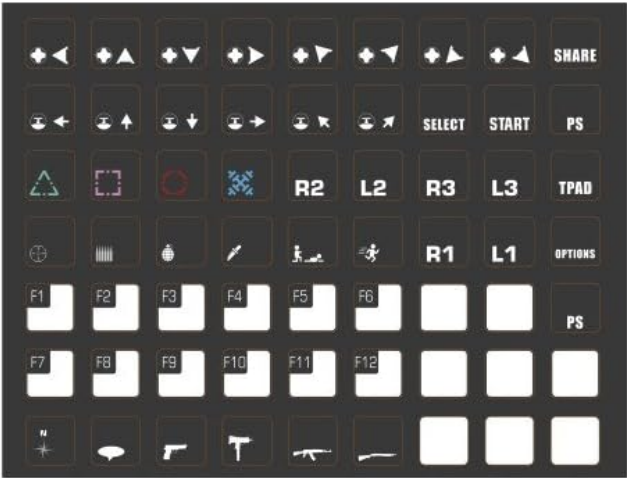 SHARE
SELECT START PS
R2 L2 R3 L3 TPAD
R1 L1 OPTIONS
F1 F2 F3 F4 F5 F6 PS
F7 F8 F9 F10 F11 F12
N